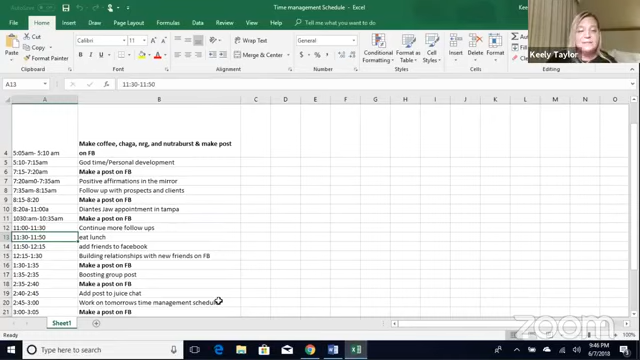 Time management Schedule - Excel
AutoSave
Keely
File
Home
Insert
Draw
Page Layout
Formulas
Data
Review
View
Help
Tell me what you want to do
Cut
Copy
Format Painter
Paste
Clipboard
Calibri
11
B I U
Font
Wrap Text
Merge & Center
Alignment
$ %
Number
Conditional
Formatting
Format as
Table
Cell
Styles
Styles
Keely Taylor
A13
11:30-11:50
A B C D E F G H I J K L M N O
Make coffee, chaga, nrg, and nutraburst & make post
4 5:05am- 5:10 am on FB
5 5:10-7:15am God time/Personal development
6 7:15-7:20am Make a post on FB
7 7:20am0-7:35am Positive affirmations in the mirror
8 7:35am-8:15am Follow up with prospects and clients
9 8:15-8:20 Make a post on FB
10 8:20a-11:00a Diantes Jaw appointment in tampa
11 1030:am-10:35am Make a post on FB
12 11:00-11:30 Continue more follow ups
13 11:30-11:50 eat lunch
14 11:50-12:15 add friends to facebook
15 12:15-1:30 Building relationships with new friends on FB
16 1:30-1:35 Make a post on FB
17 1:35-2:35 Boosting group post
18 2:35-2:40 Make a post on FB
19 2:40-2:45 Add post to juice chat
20 2:45-3:00 Work on tomorrows time management schedule
21 3:00-3:05 Make a post on FB
Sheet1
100%
zoom
Type here to search
9:46 PM
6/7/2018